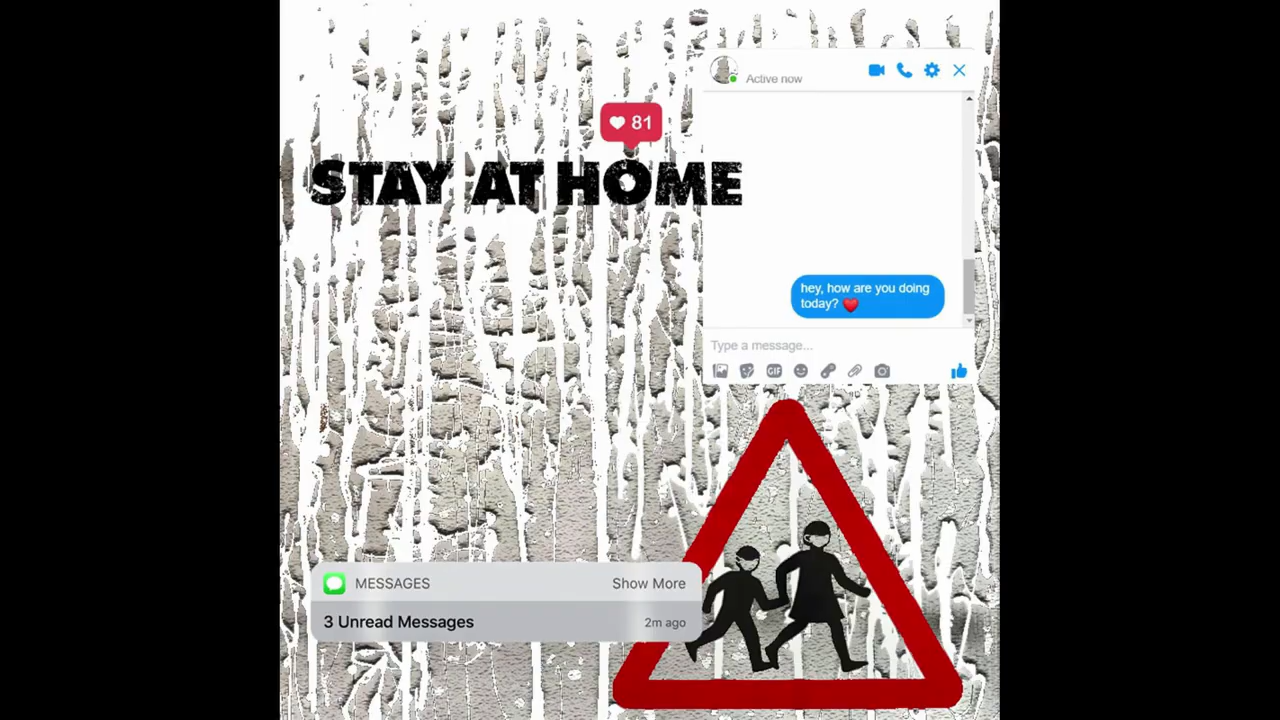 Active now
81
STAY AT HOME
hey, how are you doing
today? ❤️
Type a message...
GIF
MESSAGES
Show More
3 Unread Messages
2m ago